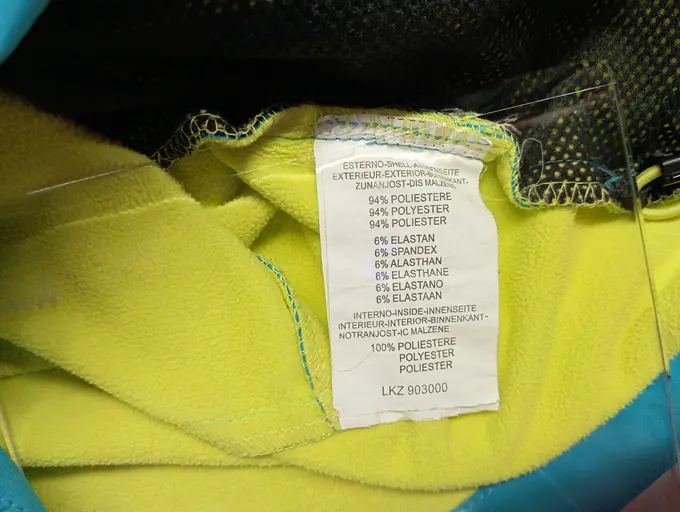 ESTERNO-SHELL-AUßENSEITE
EXTERIEUR-EXTERIOR-BUITENKANT-
ZUNANJOST-DIS MALZEME
94% POLIESTERE
94% POLYESTER
94% POLIESTER
6% ELASTAN
6% SPANDEX
6% ALASTHAN
6% ELASTHANE
6% ELASTANO
6% ELASTAAN
INTERNO-INSIDE-INNENSEITE
INTERIEUR-INTERIOR-BINNENKANT-
NOTRANJOST-IC MALZENE
100% POLIESTERE
POLYESTER
POLIESTER
LKZ 903000